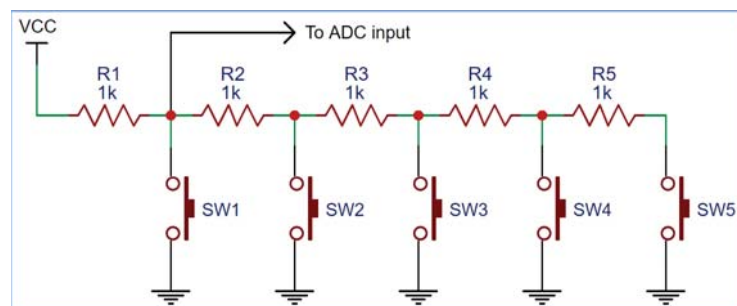 VCC
To ADC input
R1
1k
R2
1k
R3
1k
R4
1k
R5
1k
SW1
SW2
SW3
SW4
SW5